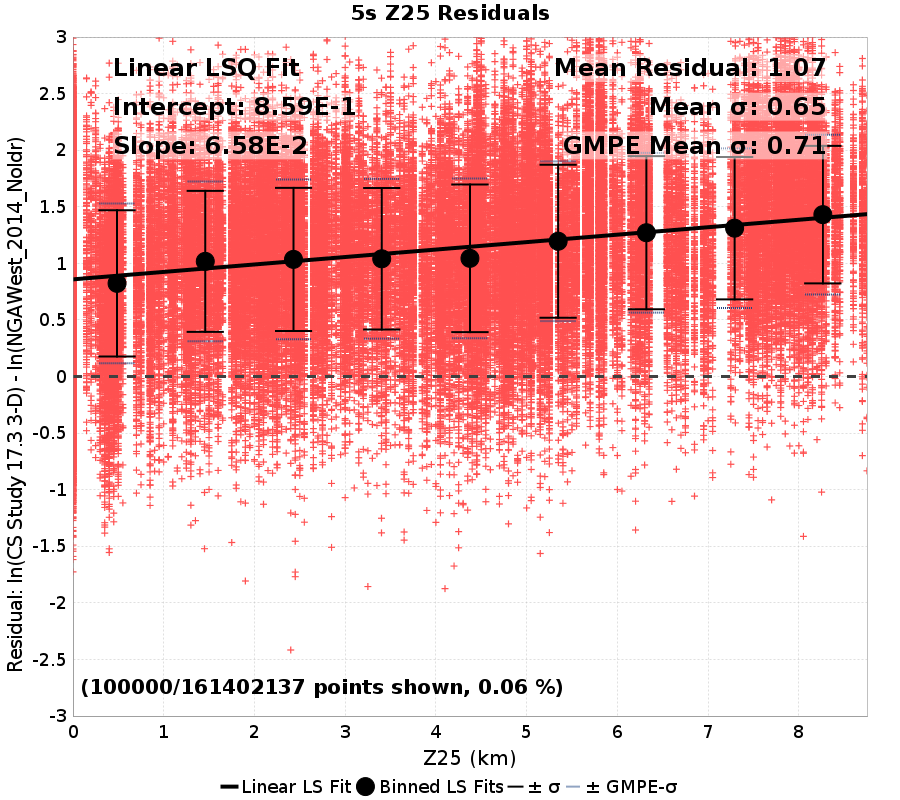 5s Z25 Residuals
Residual: ln(CS Study 17.3 3-D) - ln(NGAWest_2014_NoIdr)
3
2.5
2
1.5
1
0.5
0
-0.5
-1
-1.5
-2
-2.5
-3
Linear LSQ Fit
Intercept: 8.59E-1
Slope: 6.58E-2
Mean Residual: 1.07
Mean σ: 0.65
GMPE Mean σ: 0.71
(100000/161402137 points shown, 0.06 %)
0 1 2 3 4 5 6 7 8
Z25 (km)
Linear LS Fit Binned LS Fits ± σ ± GMPE-σ